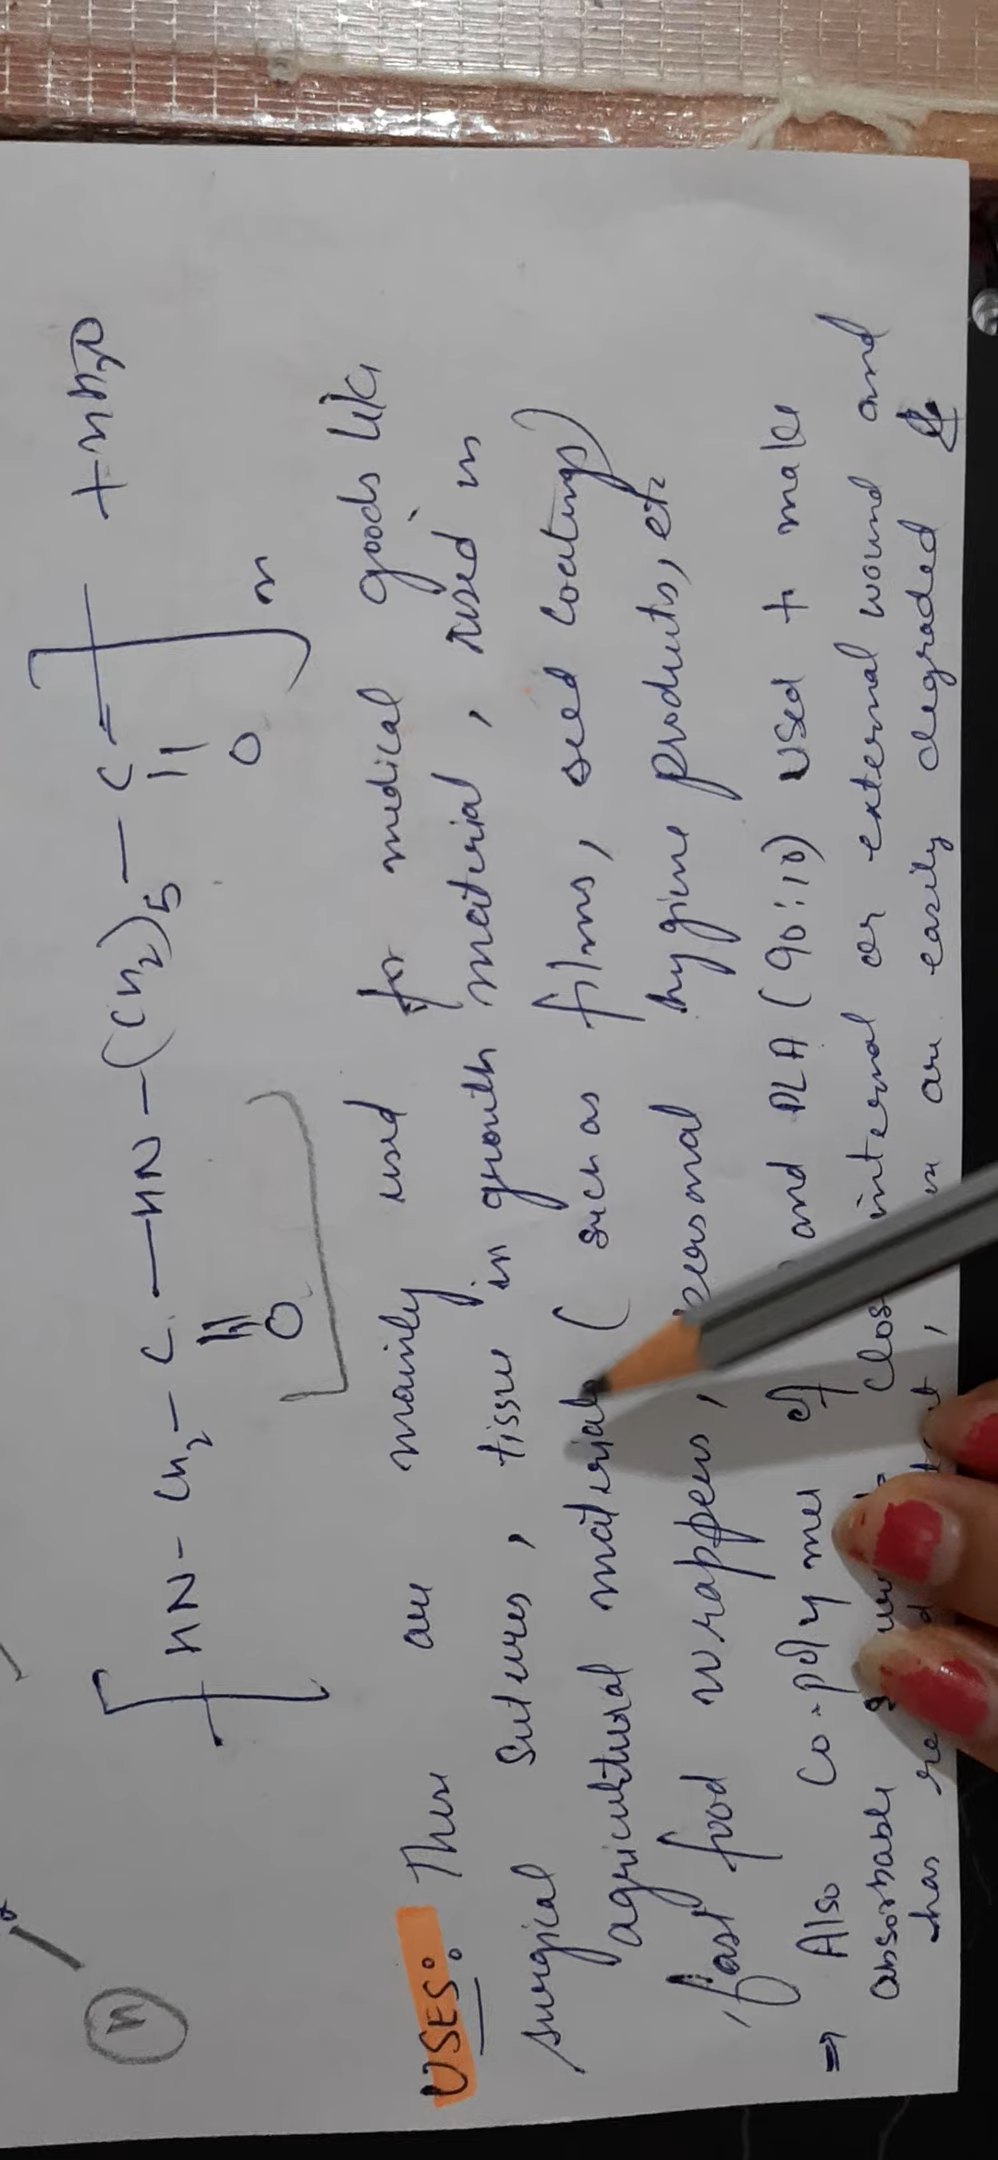 n
[HN-CH2-C-HN-(CH2)5-C]n + nH2O
O O
USES: These are mainly used for medical goods like
surgical sutures, tissue in growth material, used in
agricultural materials (such as films, seed coatings)
fast food wrappers, personal hygiene products, etc
⇒ Also Co-polymer of and PLA (90:10) used to make
absorbable close internal or external wound and
has are easily degraded &